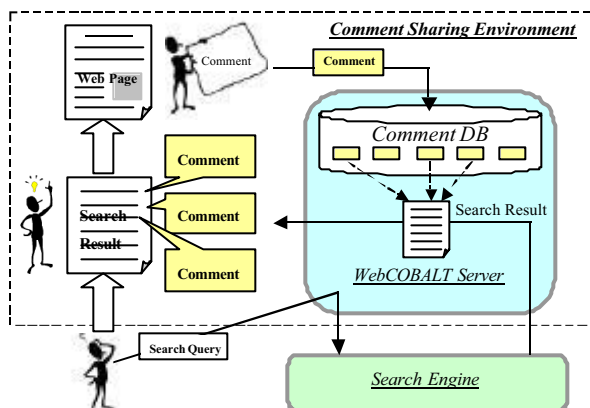 Comment Sharing Environment
Web Page
Comment
Comment
Comment DB
Comment
Comment
Comment
Search
Result
Search Result
WebCOBALT Server
Search Query
Search Engine